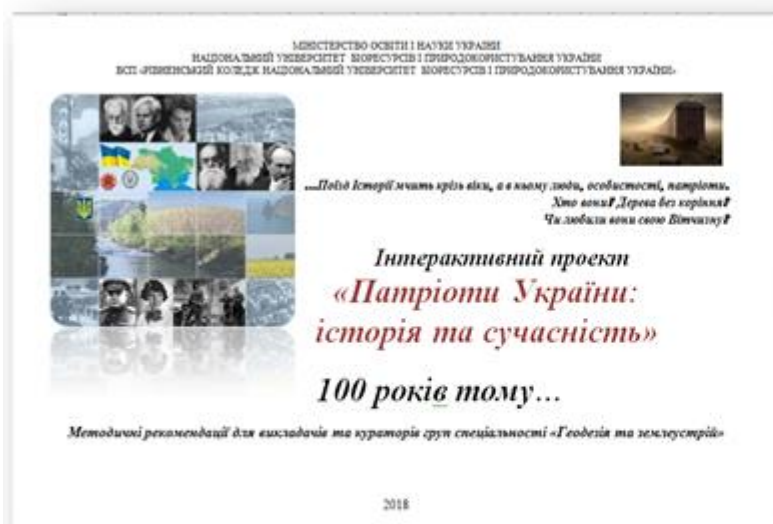 МІНІСТЕРСТВО ОСВІТИ І НАУКИ УКРАЇНИ
НАЦІОНАЛЬНИЙ УНІВЕРСИТЕТ БІОРЕСУРСІВ І ПРИРОДОКОРИСТУВАННЯ УКРАЇНИ
ВСП «РІВНЕНСЬКИЙ КОЛЕДЖ НАЦІОНАЛЬНИЙ УНІВЕРСИТЕТ БІОРЕСУРСІВ І ПРИРОДОКОРИСТУВАННЯ УКРАЇНИ»
...Поїзд Історії мчить крізь віки, а в ньому люди, особистості, патріоти.
Хто вони? Дерева без коріння?
Чи любили вони свою Вітчизну?
Інтерактивний проект
«Патріоти України:
історія та сучасність»
100 років тому...
Методичні рекомендації для викладачів та кураторів груп спеціальності «Геодезія та землеустрій»
2018